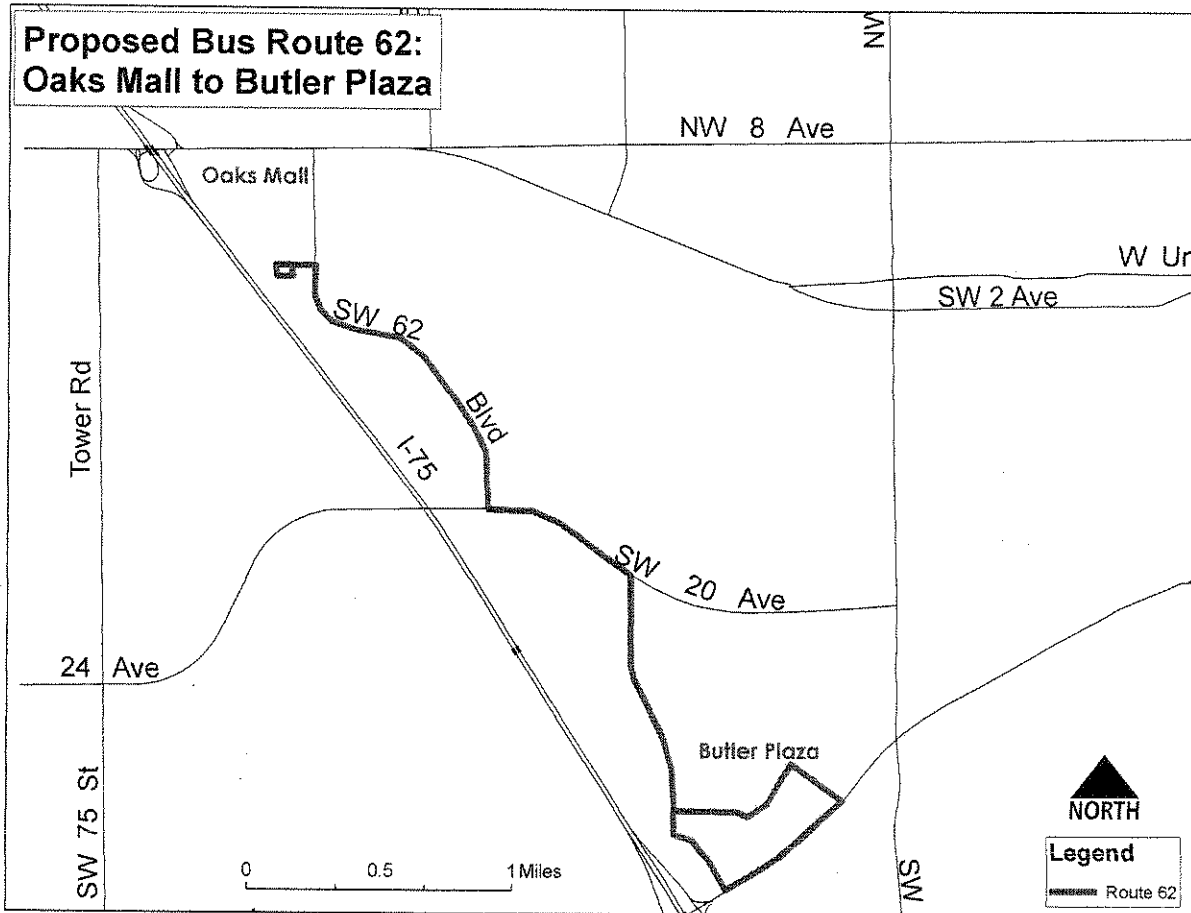 Proposed Bus Route 62:
Oaks Mall to Butler Plaza
NW
NW 8 Ave
Oaks Mall
W Un
SW 2 Ave
SW 62 Blvd
Tower Rd
I-75
SW 20 Ave
24 Ave
Butler Plaza
SW 75 St
NORTH
0 0.5 1 Miles
SW
Legend
Route 62